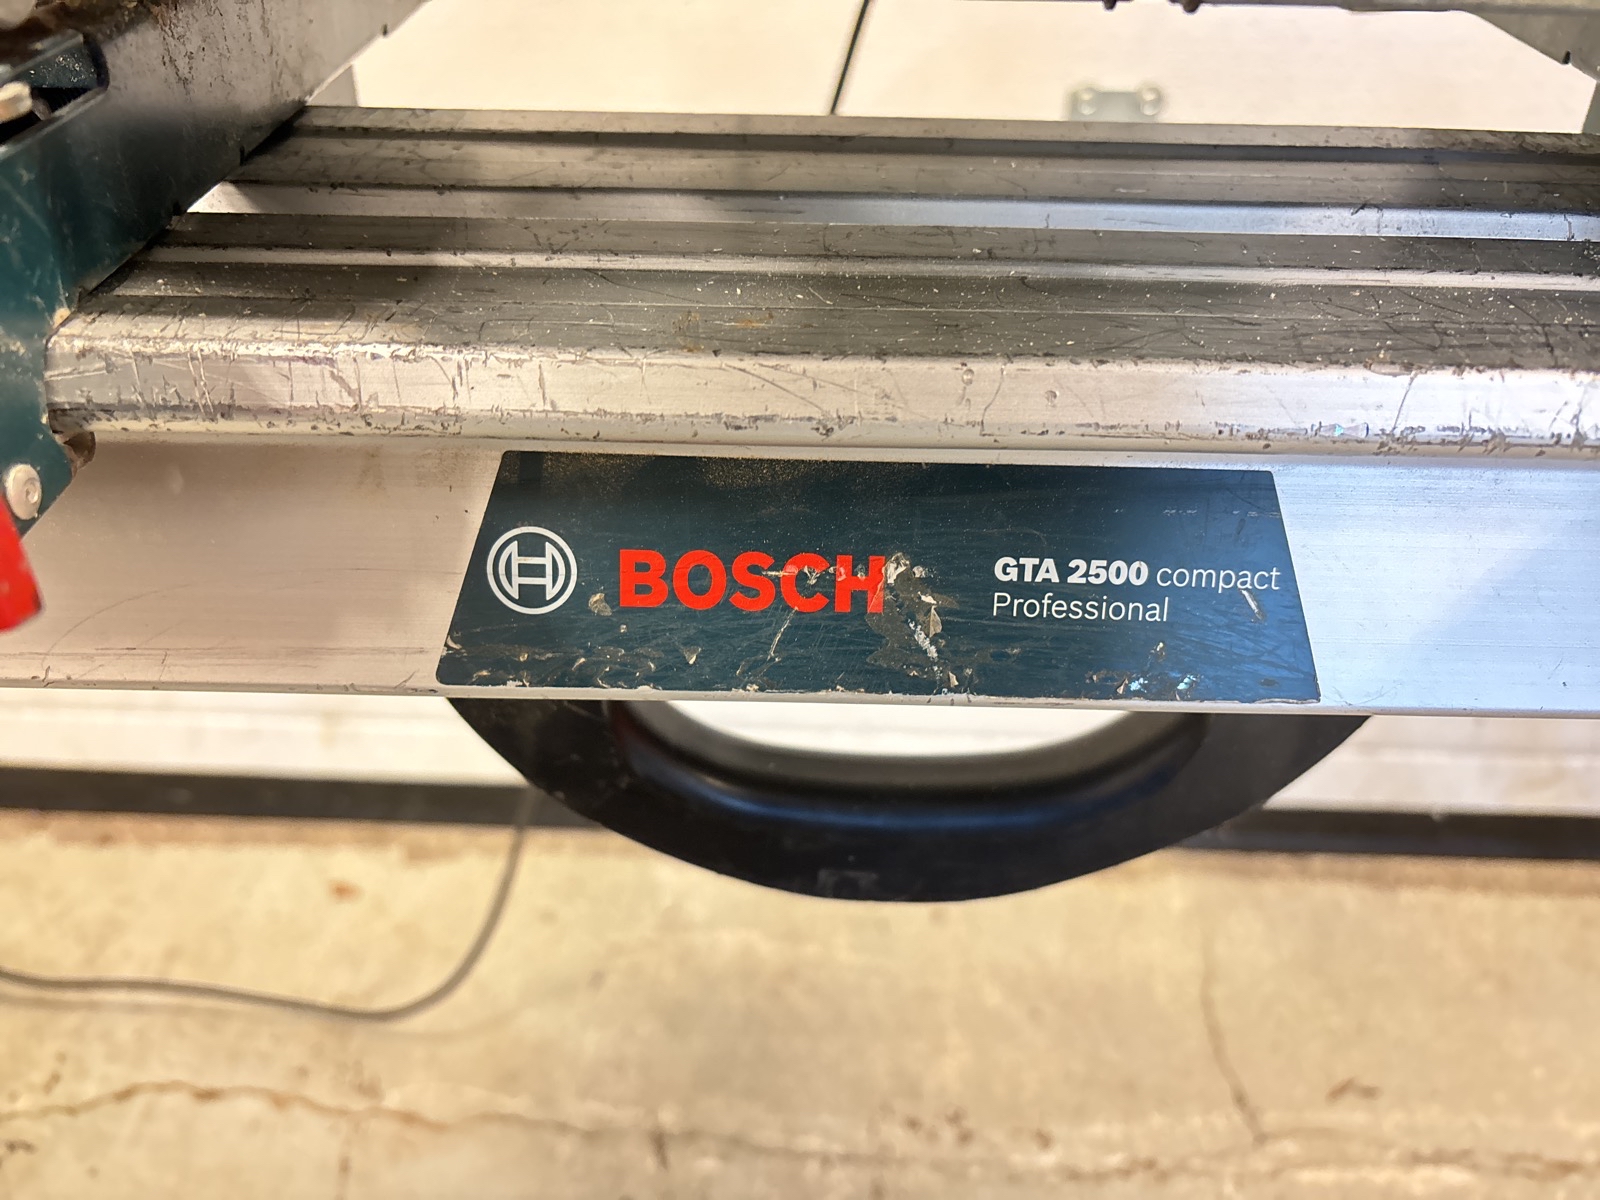 BOSCH
GTA 2500 compact
Professional